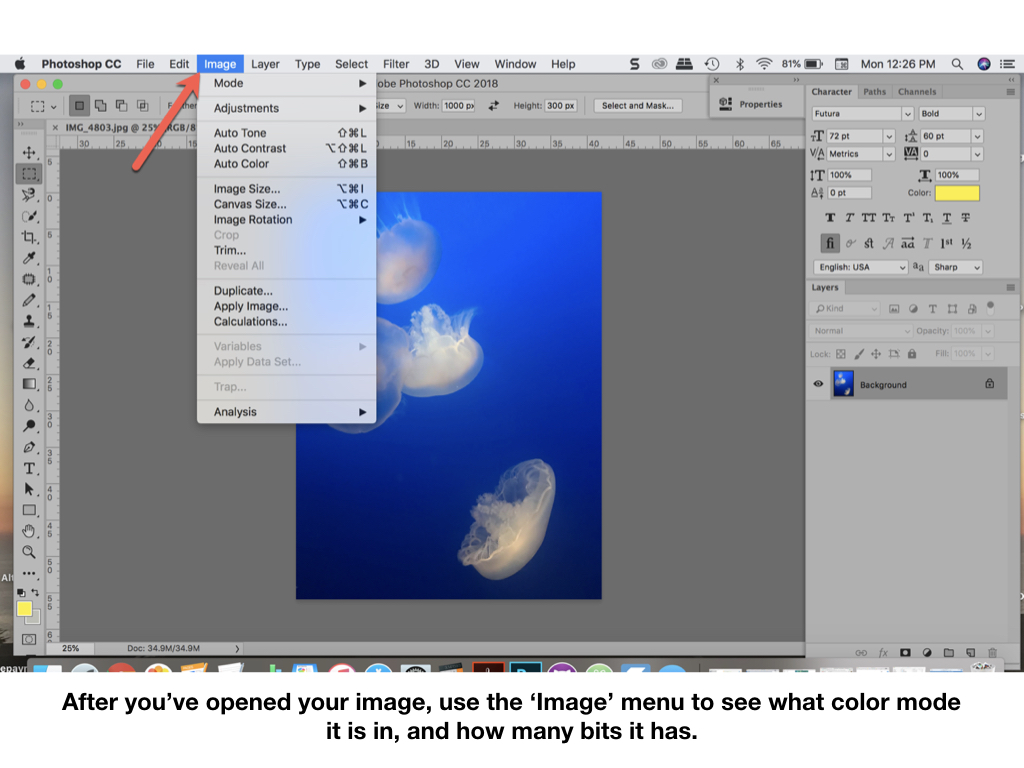 Photoshop CC File Edit Image Layer Type Select Filter 3D View Window Help 81% Mon 12:26 PM
obe Photoshop CC 2018
Width: 1000 px Height: 300 px Select and Mask...
IMG_4803.jpg @ 25% RGB/8
Mode
Adjustments
Auto Tone ⇧⌘L
Auto Contrast ⌥⇧⌘L
Auto Color ⇧⌘B
Image Size... ⌥⌘I
Canvas Size... ⌥⌘C
Image Rotation
Crop
Trim...
Reveal All
Duplicate...
Apply Image...
Calculations...
Variables
Apply Data Set...
Trap...
Analysis
Properties
Character Paths Channels
Futura Bold
72 pt 60 pt
Metrics 0
100% 100%
0 pt Color:
English: USA Sharp
Layers
Kind
Normal Opacity: 100%
Lock: Fill: 100%
Background
25% Doc: 34.9M/34.9M
After you’ve opened your image, use the ‘Image’ menu to see what color mode
it is in, and how many bits it has.